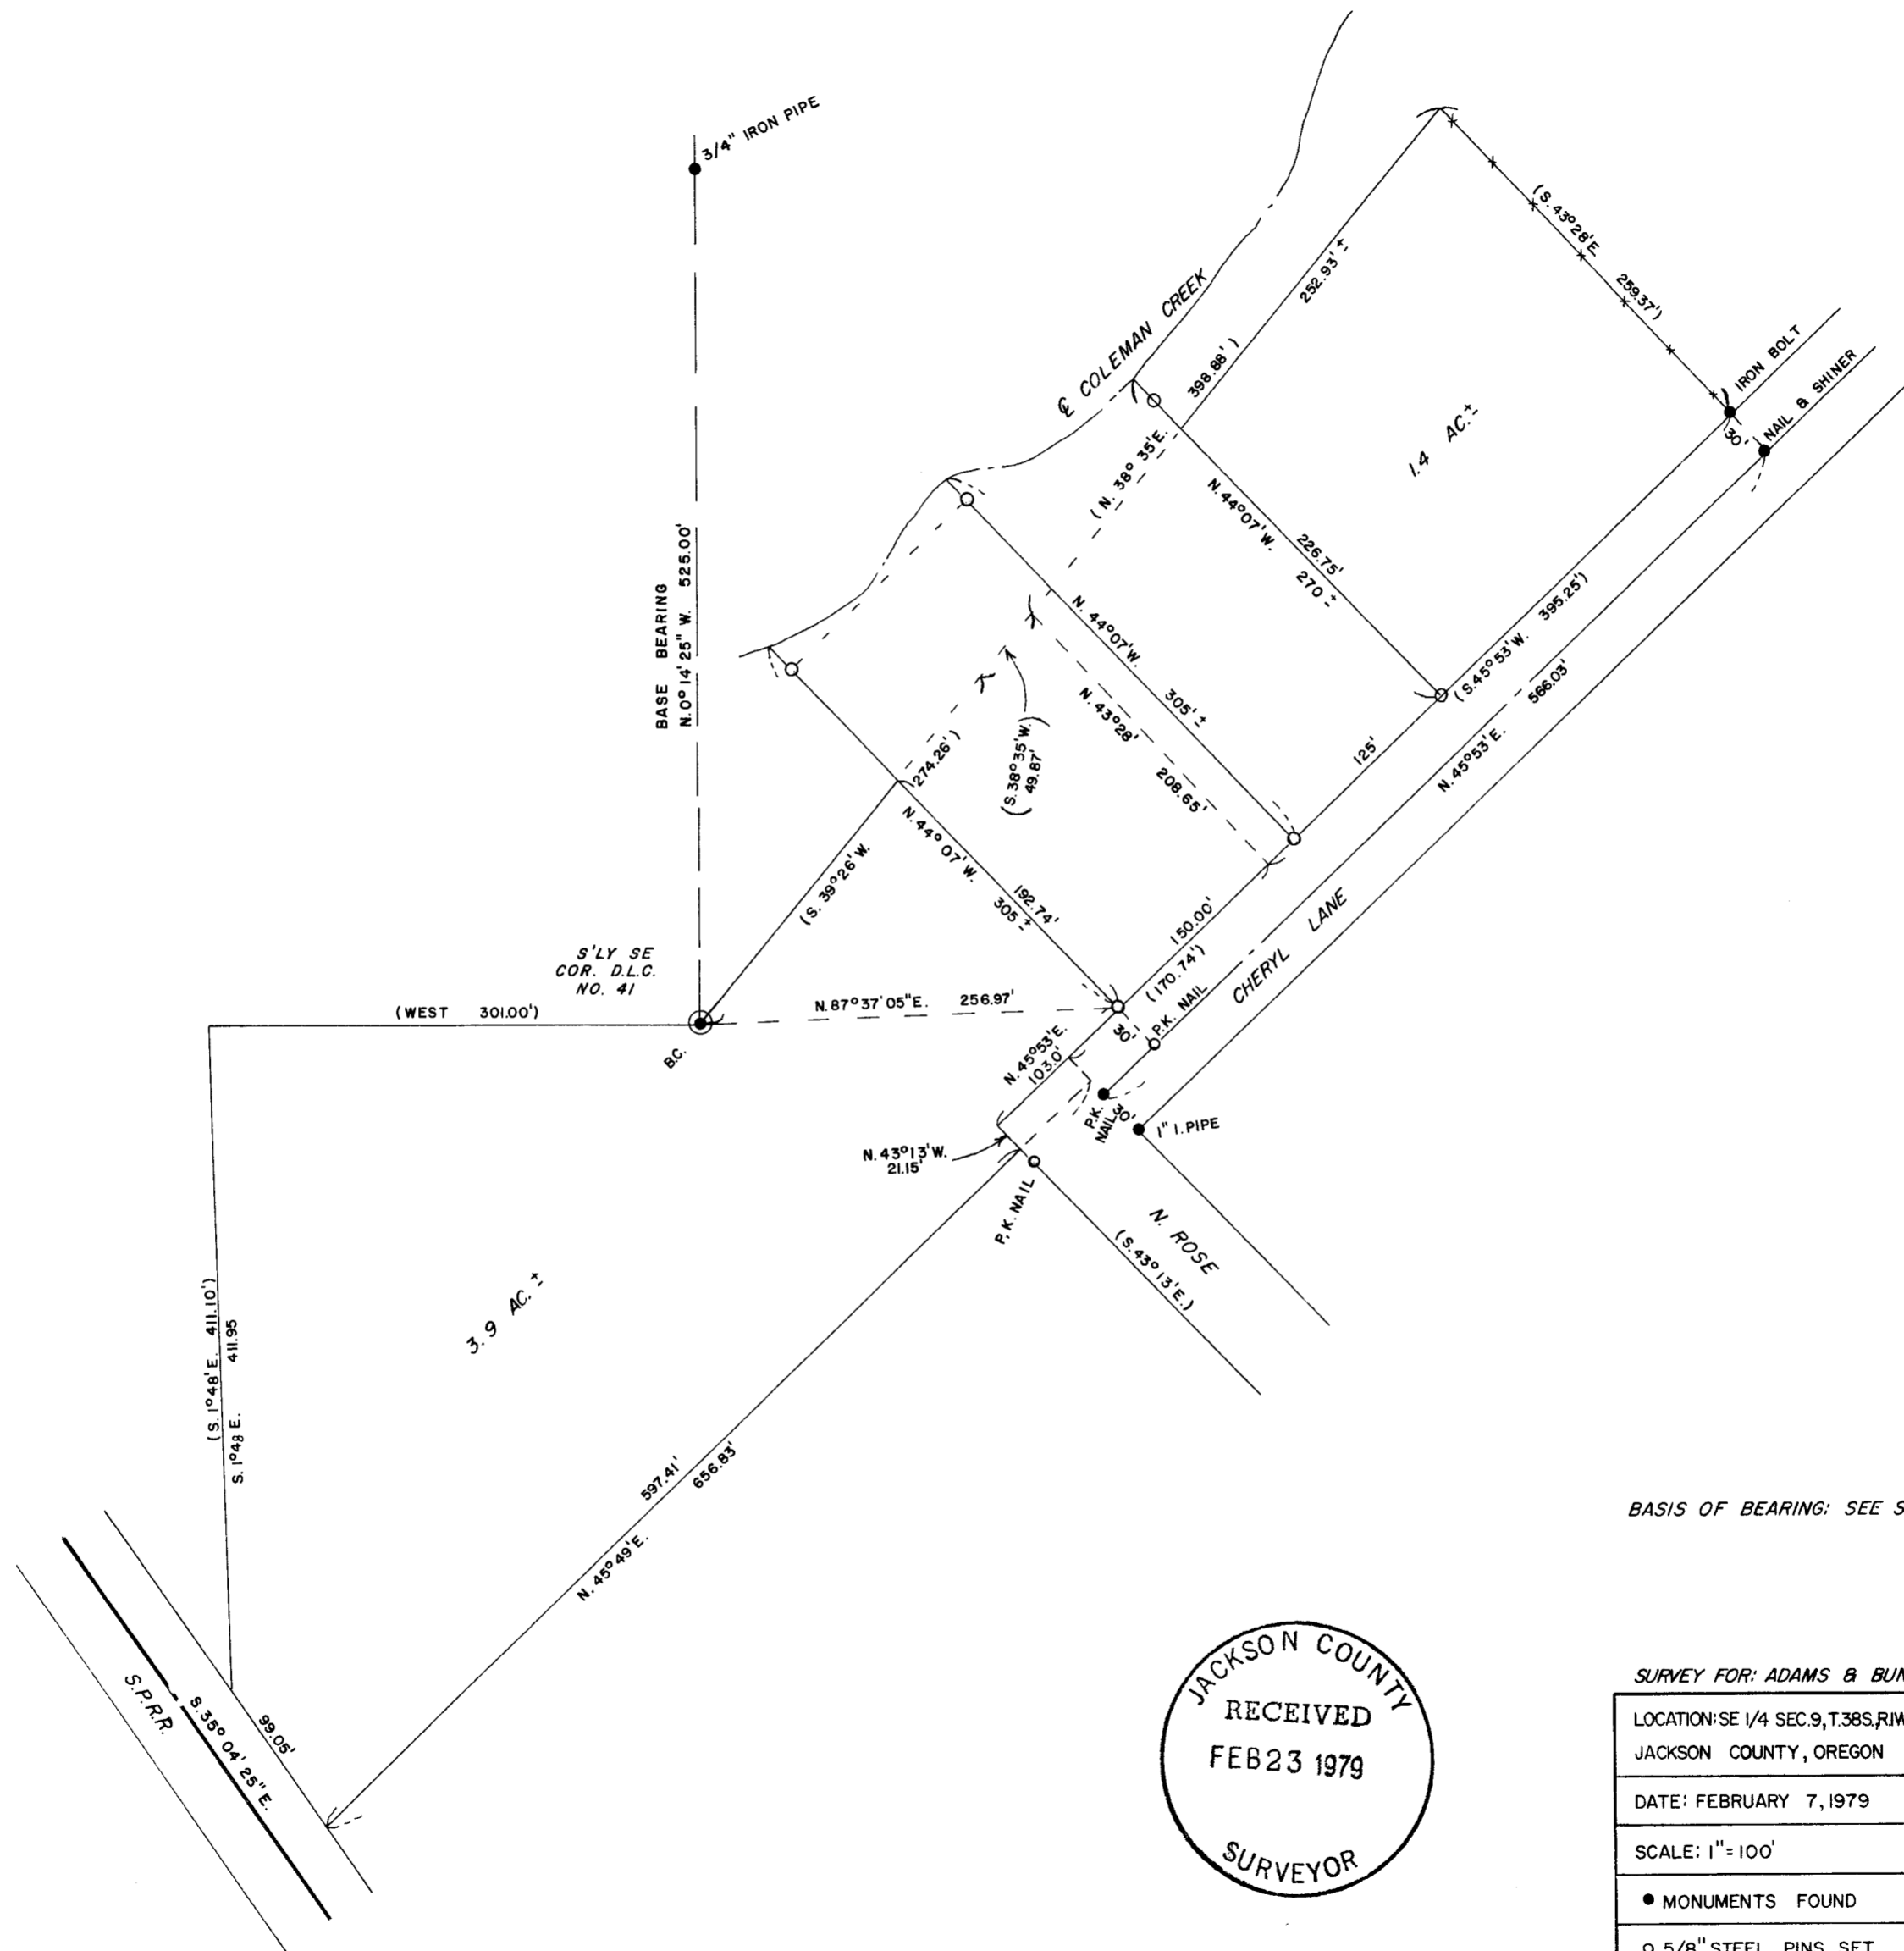 3/4" IRON PIPE
BASE BEARING
N.0°14'25" W. 525.00'
℄ COLEMAN CREEK
252.93'±
398.88')
(N. 38° 35'E.
(S.43°28'E
259.37')
IRON BOLT
NAIL & SHINER
30'
1.4 AC.±
N.44°07'W.
226.75'
270±
(S.45°53'W. 395.25')
N.45°53'E. 566.03'
N. 44°07'W.
305'±
N.43°28'
208.65'
125'
(S.38°35'W.)
49.87'
274.26')
(S. 39°26'W.
N.44°07'W.
192.74'
305±
150.00'
(170.74')
CHERYL LANE
P.K. NAIL
30'
S'LY SE
COR. D.L.C.
NO. 41
(WEST 301.00')
N.87°37'05"E. 256.97'
B.C.
N.45°53'E.
103.0'
P.K.
NAIL
30'
1" I.PIPE
N.43°13'W.
21.15'
P.K. NAIL
N. ROSE
(S.43°13'E.)
3.9 AC.±
(S.1°48'E. 411.10')
S.1°48 E. 411.95
597.41'
N.45°49'E. 656.83'
99.05'
S.P.R.R.
S.35°04'25"E.
JACKSON COUNTY
RECEIVED
FEB 23 1979
SURVEYOR
BASIS OF BEARING: SEE S
SURVEY FOR: ADAMS & BUN
LOCATION: SE 1/4 SEC.9, T.38S., R.1W
JACKSON COUNTY, OREGON
DATE: FEBRUARY 7, 1979
SCALE: 1"=100'
● MONUMENTS FOUND
○ 5/8" STEEL PINS SET